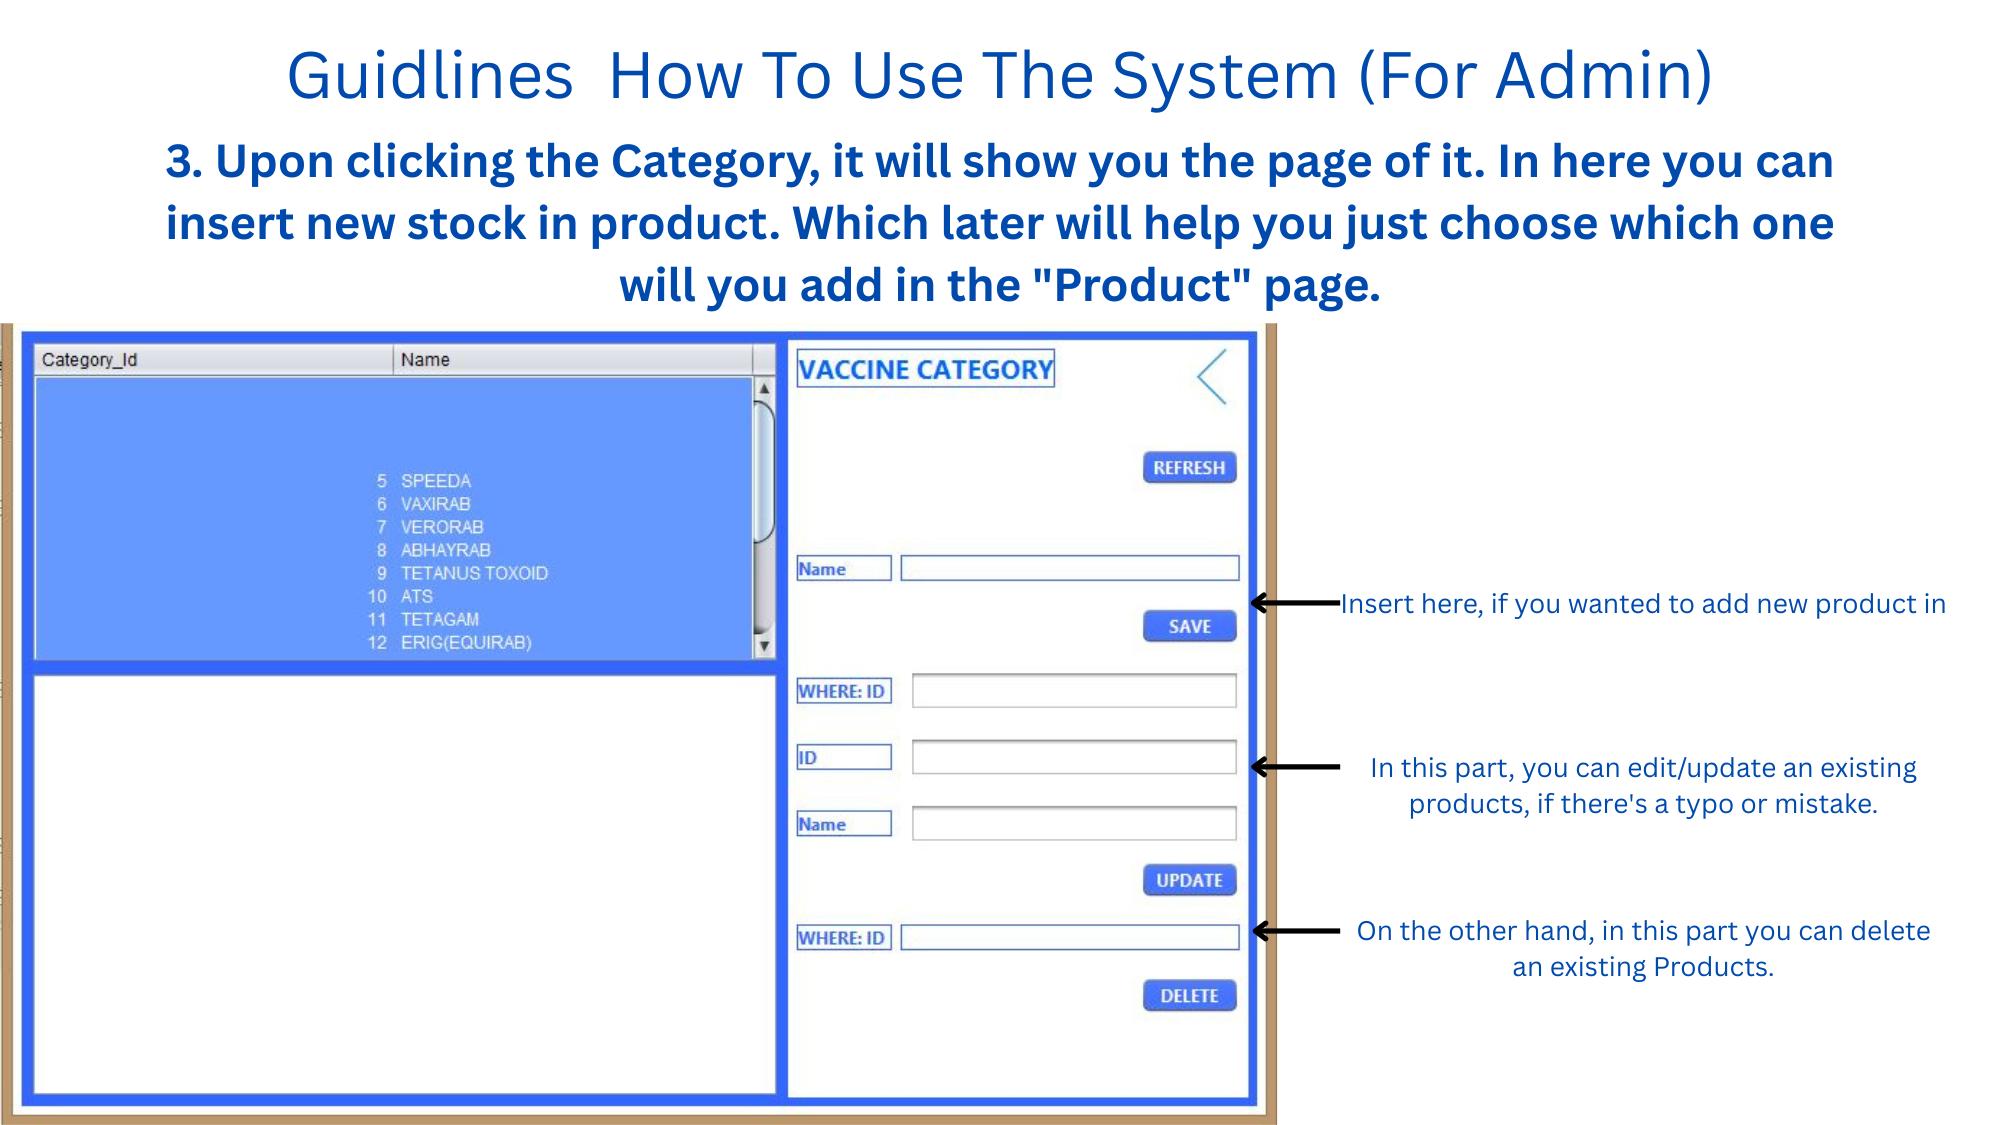 Guidlines How To Use The System (For Admin)
3. Upon clicking the Category, it will show you the page of it. In here you can
insert new stock in product. Which later will help you just choose which one
will you add in the "Product" page.
Category_Id Name
5 SPEEDA
6 VAXIRAB
7 VERORAB
8 ABHAYRAB
9 TETANUS TOXOID
10 ATS
11 TETAGAM
12 ERIG(EQUIRAB)
VACCINE CATEGORY
REFRESH
Name
SAVE
WHERE: ID
ID
Name
UPDATE
WHERE: ID
DELETE
Insert here, if you wanted to add new product in
In this part, you can edit/update an existing
products, if there's a typo or mistake.
On the other hand, in this part you can delete
an existing Products.